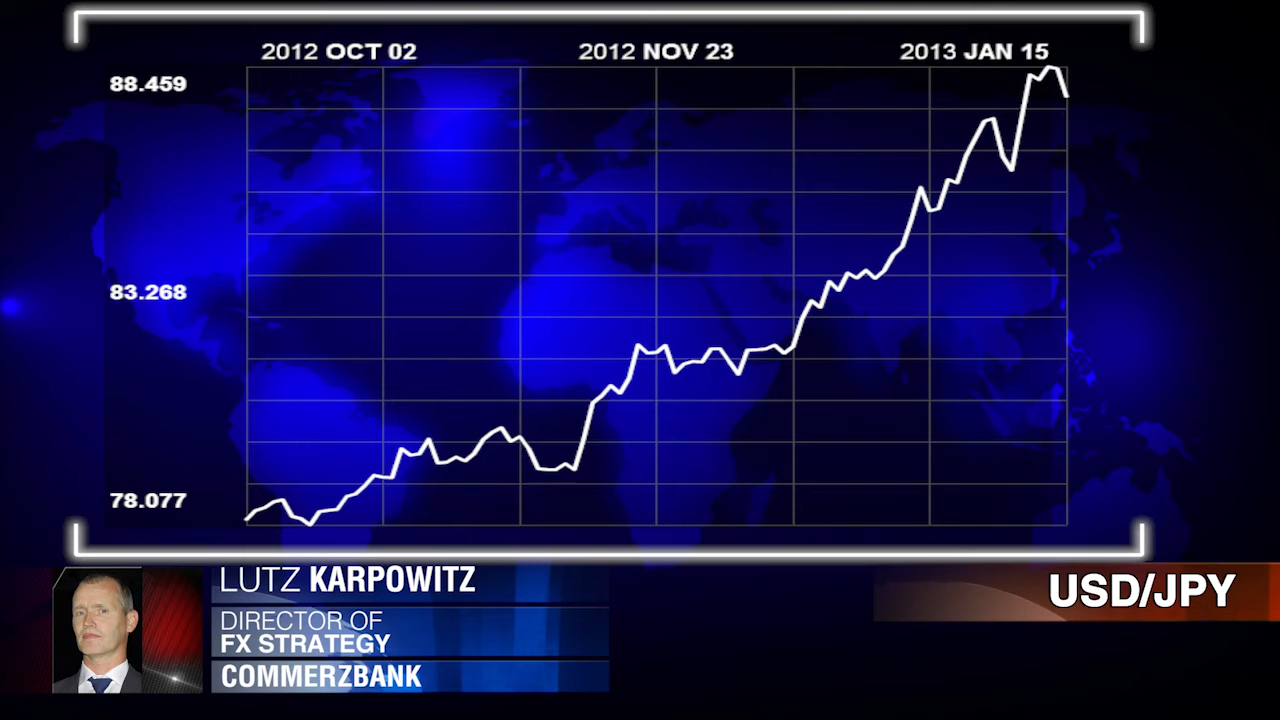 2012 OCT 02 2012 NOV 23 2013 JAN 15
88.459
83.268
78.077
LUTZ KARPOWITZ
DIRECTOR OF
FX STRATEGY
COMMERZBANK
USD/JPY